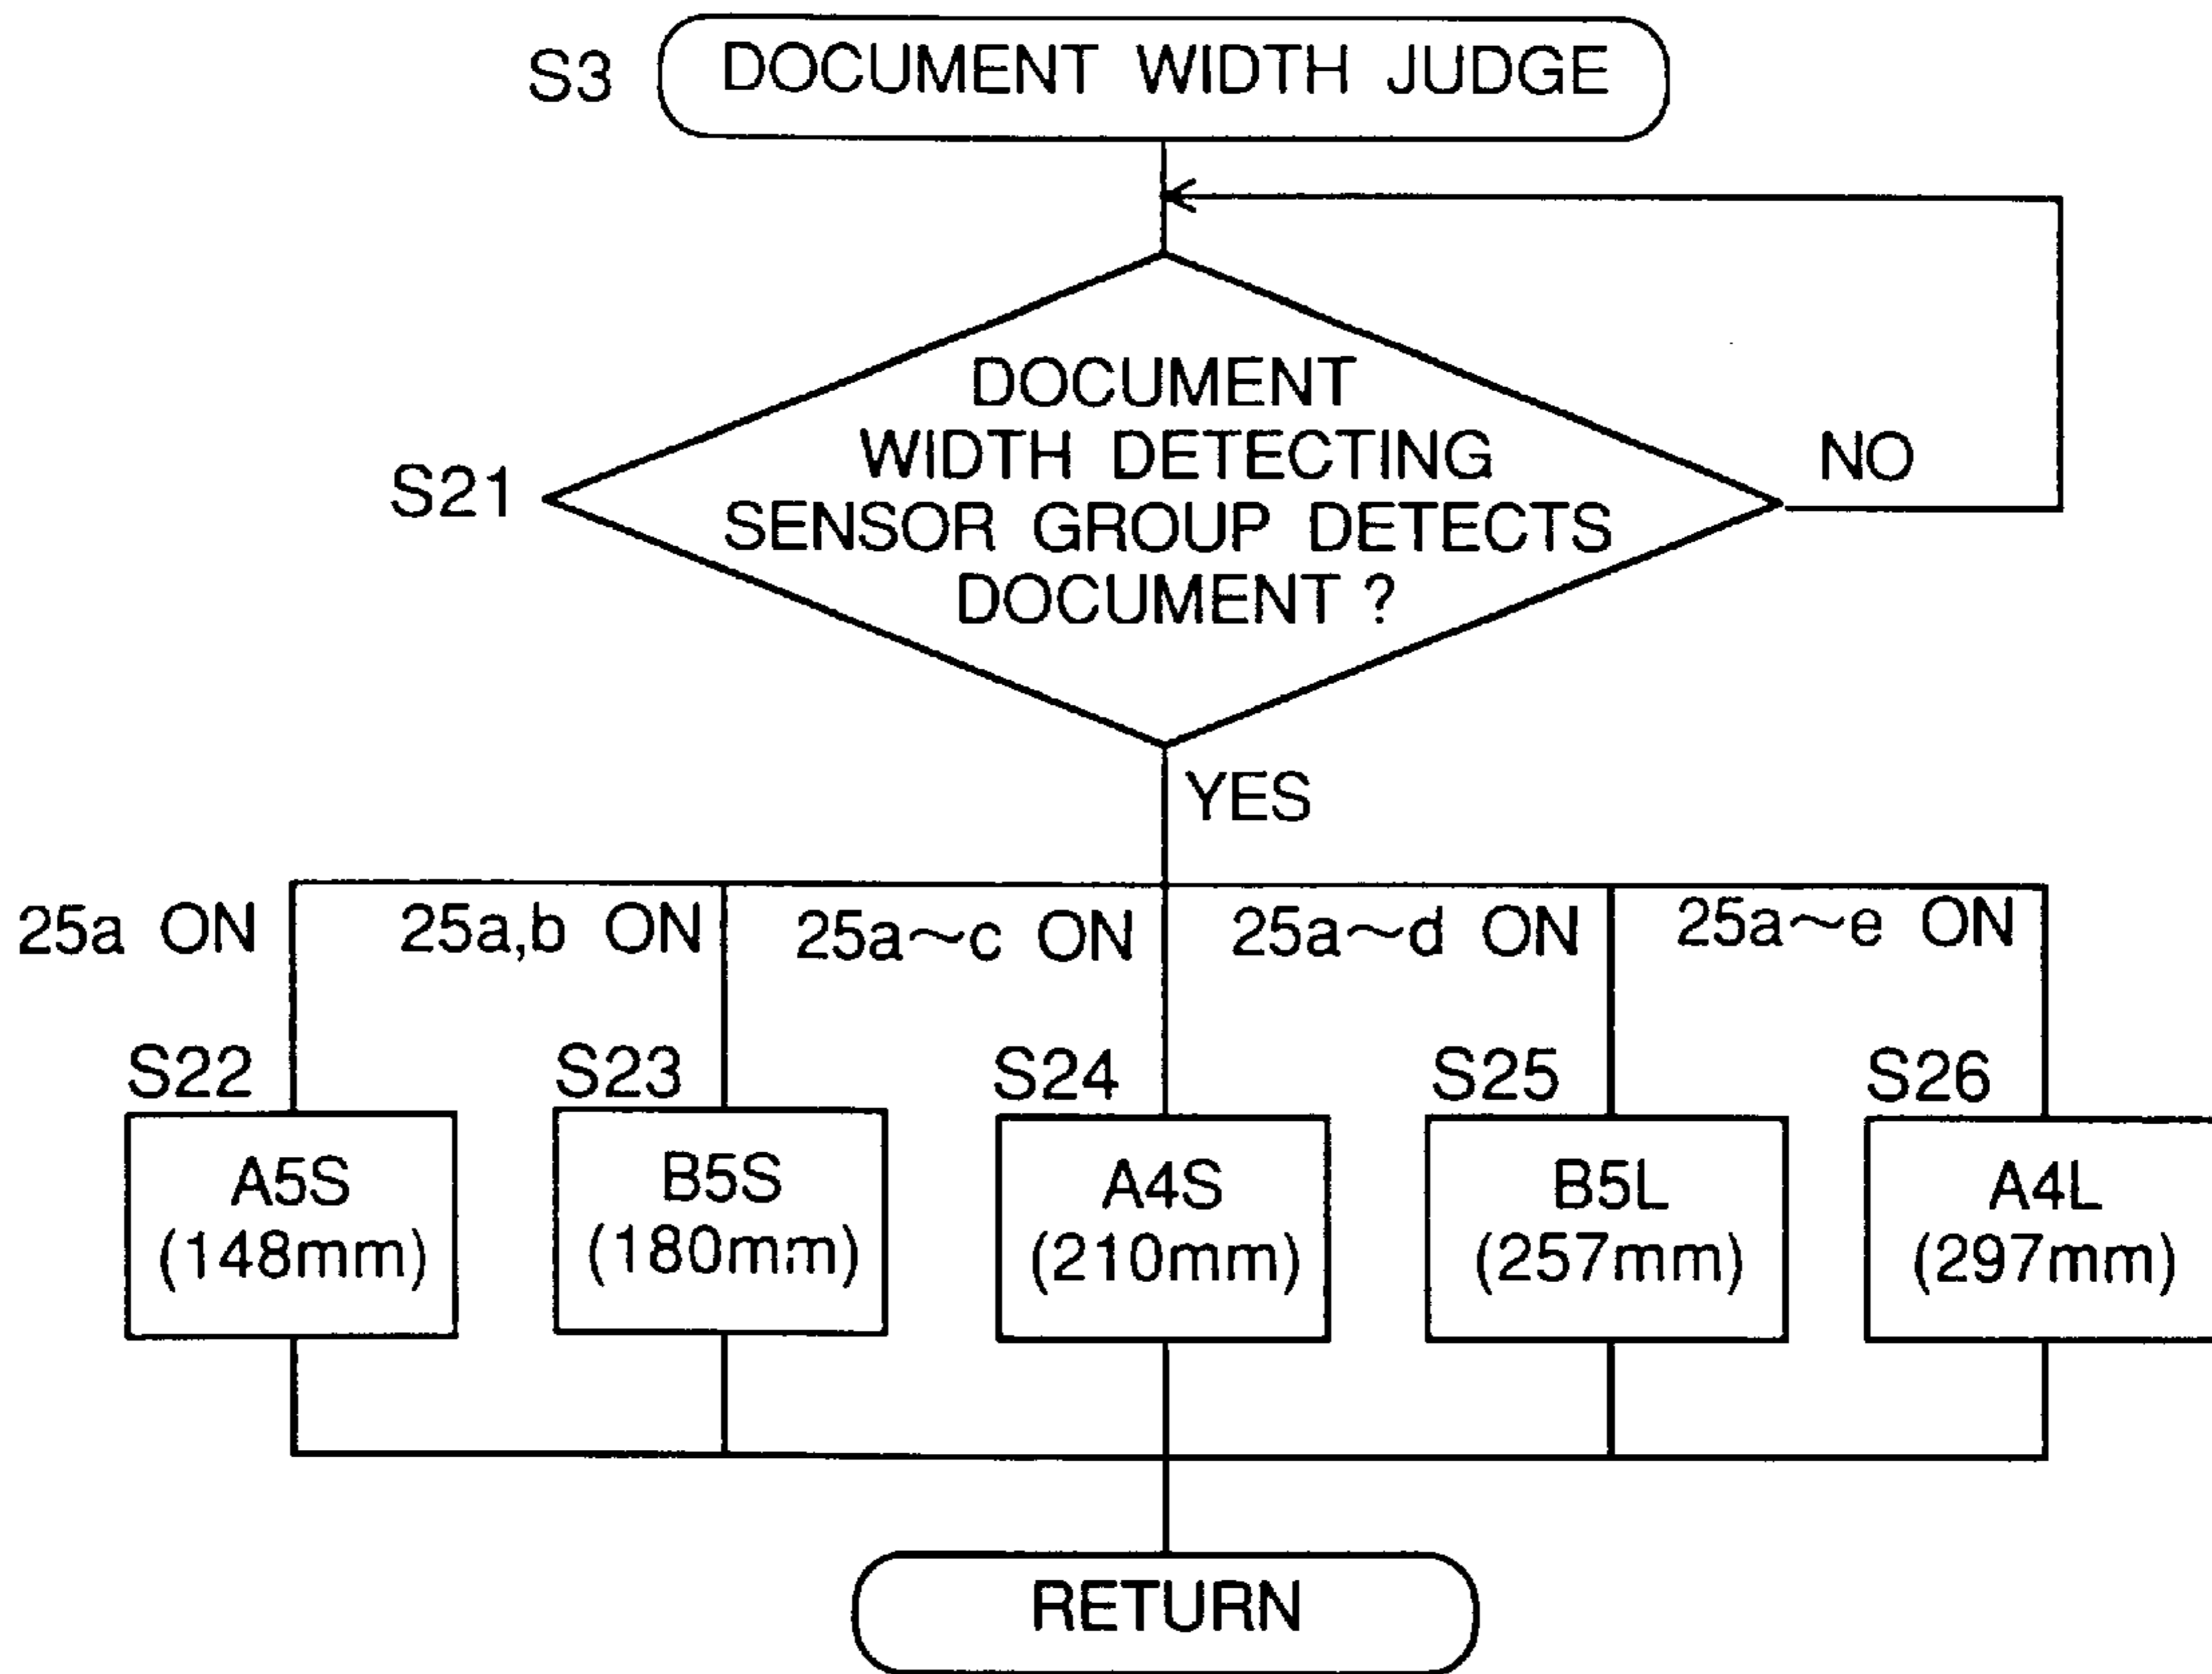 S3 DOCUMENT WIDTH JUDGE
DOCUMENT
WIDTH DETECTING
SENSOR GROUP DETECTS
DOCUMENT ?
S21
NO
YES
25a ON
25a,b ON
25a~c ON
25a~d ON
25a~e ON
S22
S23
S24
S25
S26
A5S
(148mm)
B5S
(180mm)
A4S
(210mm)
B5L
(257mm)
A4L
(297mm)
RETURN